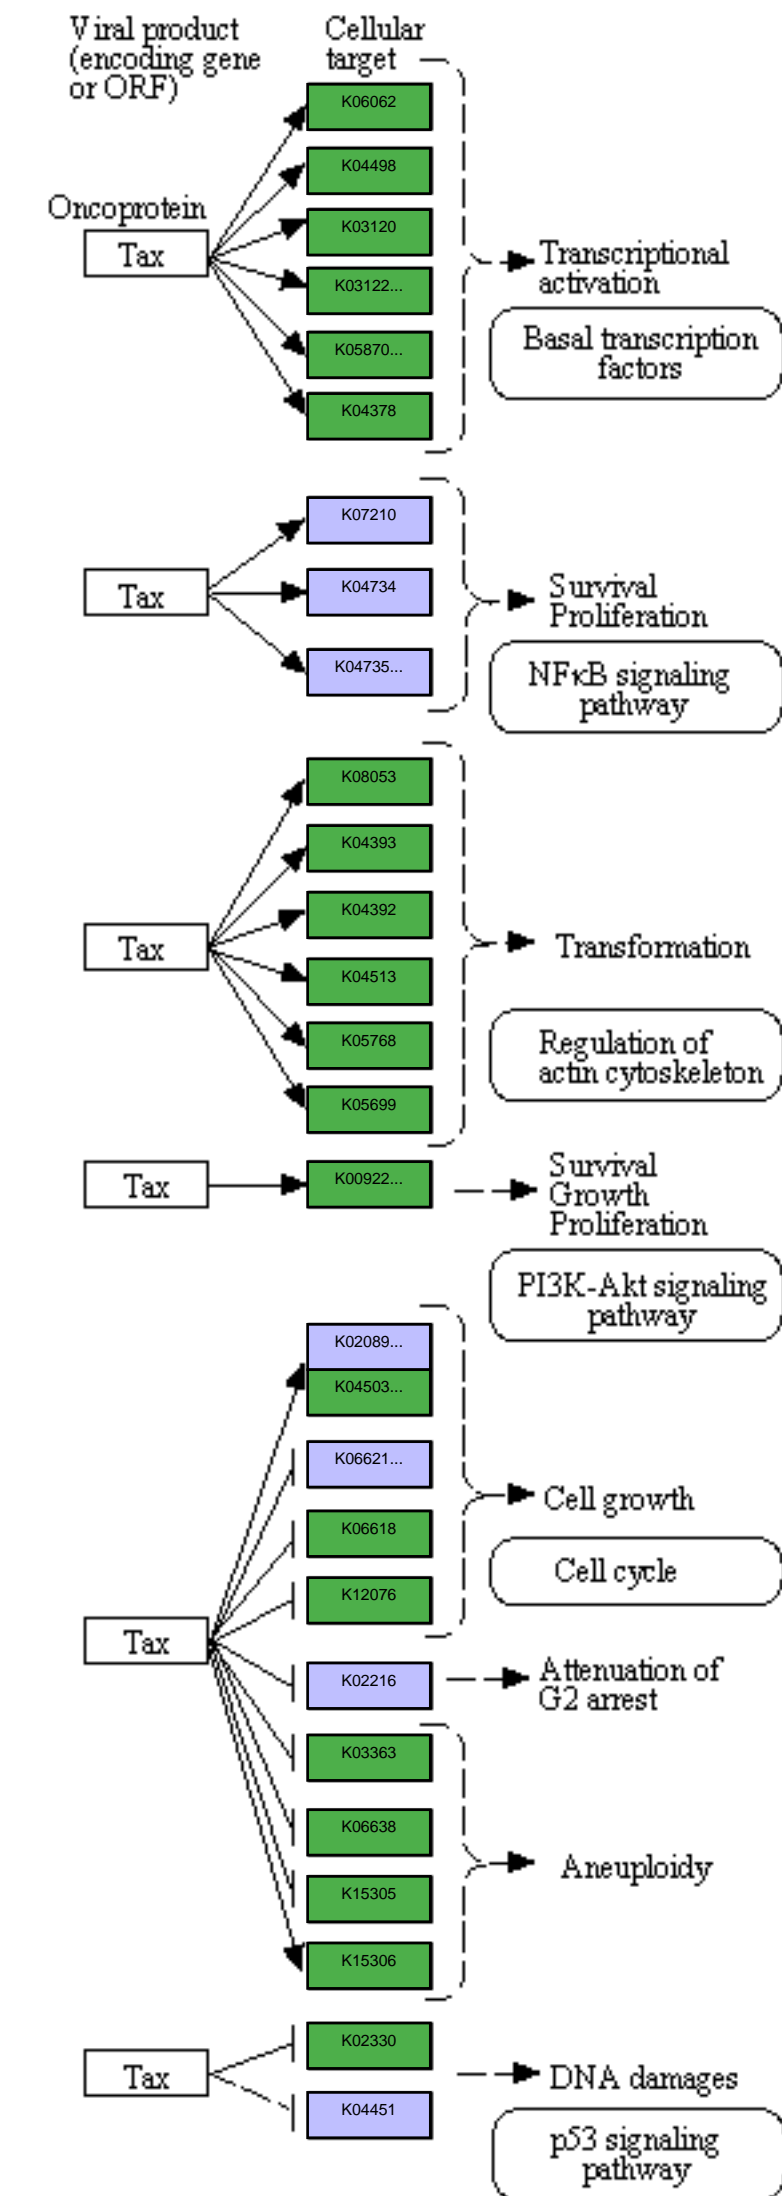 Viral product
(encoding gene
or ORF)
Cellular
target
K06062
K04498
Oncoprotein
Tax
K03120
K03122...
K05870...
K04378
Transcriptional
activation
Basal transcription
factors
K07210
Tax
K04734
K04735...
Survival
Proliferation
NFκB signaling
pathway
K08053
K04393
K04392
Tax
K04513
K05768
K05699
Transformation
Regulation of
actin cytoskeleton
Tax
K00922...
Survival
Growth
Proliferation
PI3K-Akt signaling
pathway
K02089...
K04503...
K06621...
K06618
K12076
Cell growth
Cell cycle
Tax
K02216
Attenuation of
G2 arrest
K03363
K06638
K15305
K15306
Aneuploidy
K02330
Tax
K04451
DNA damages
p53 signaling
pathway